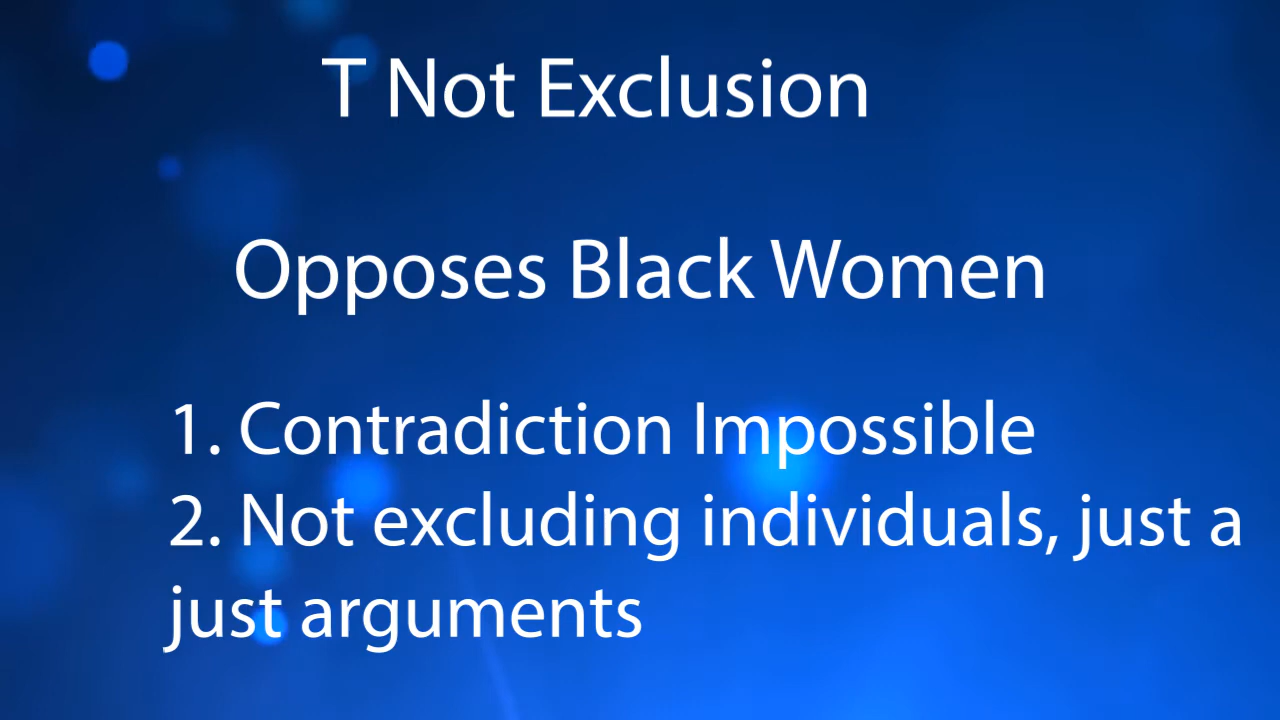 T Not Exclusion
Opposes Black Women
1. Contradiction Impossible
2. Not excluding individuals, just a
just arguments